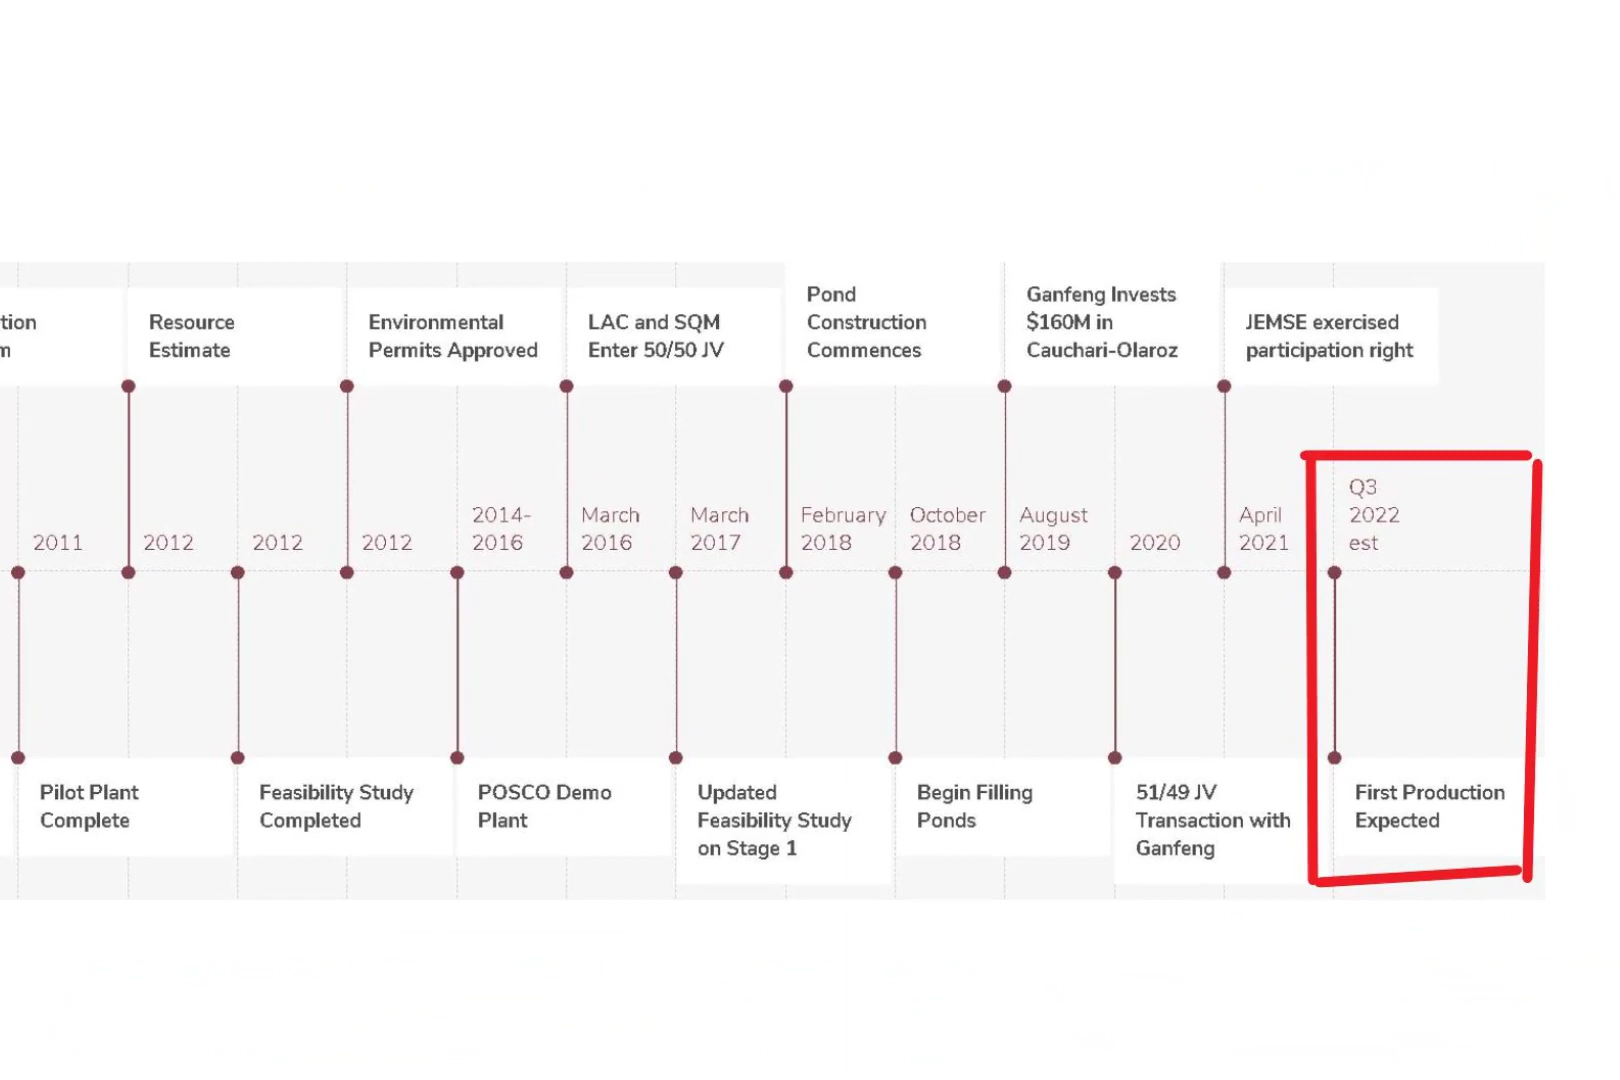 tion
m
Resource
Estimate
Environmental
Permits Approved
LAC and SQM
Enter 50/50 JV
Pond
Construction
Commences
Ganfeng Invests
$160M in
Cauchari-Olaroz
JEMSE exercised
participation right
2011
2012
2012
2012
2014-
2016
March
2016
March
2017
February
2018
October
2018
August
2019
2020
April
2021
Q3
2022
est
Pilot Plant
Complete
Feasibility Study
Completed
POSCO Demo
Plant
Updated
Feasibility Study
on Stage 1
Begin Filling
Ponds
51/49 JV
Transaction with
Ganfeng
First Production
Expected